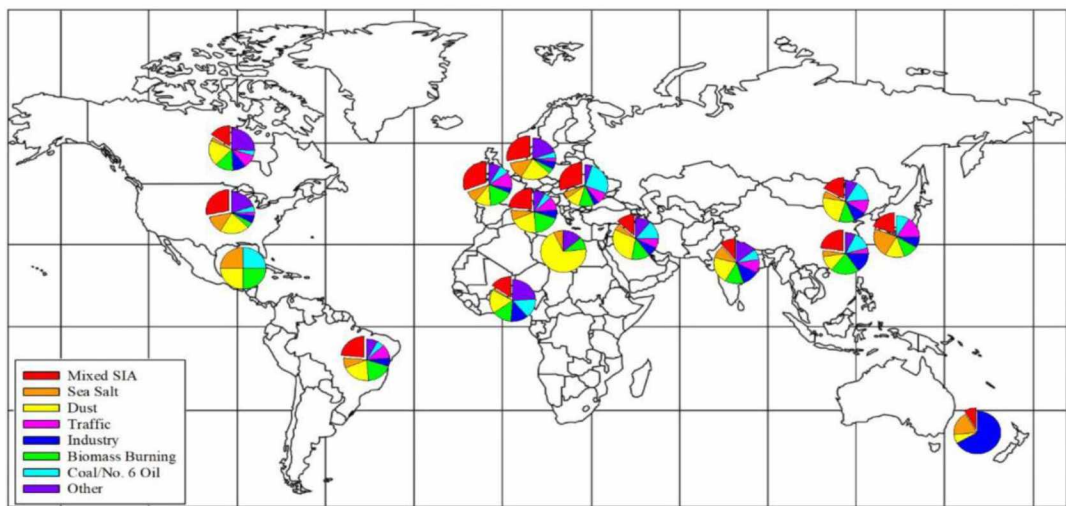 Mixed SIA
Sea Salt
Dust
Traffic
Industry
Biomass Burning
Coal/No. 6 Oil
Other